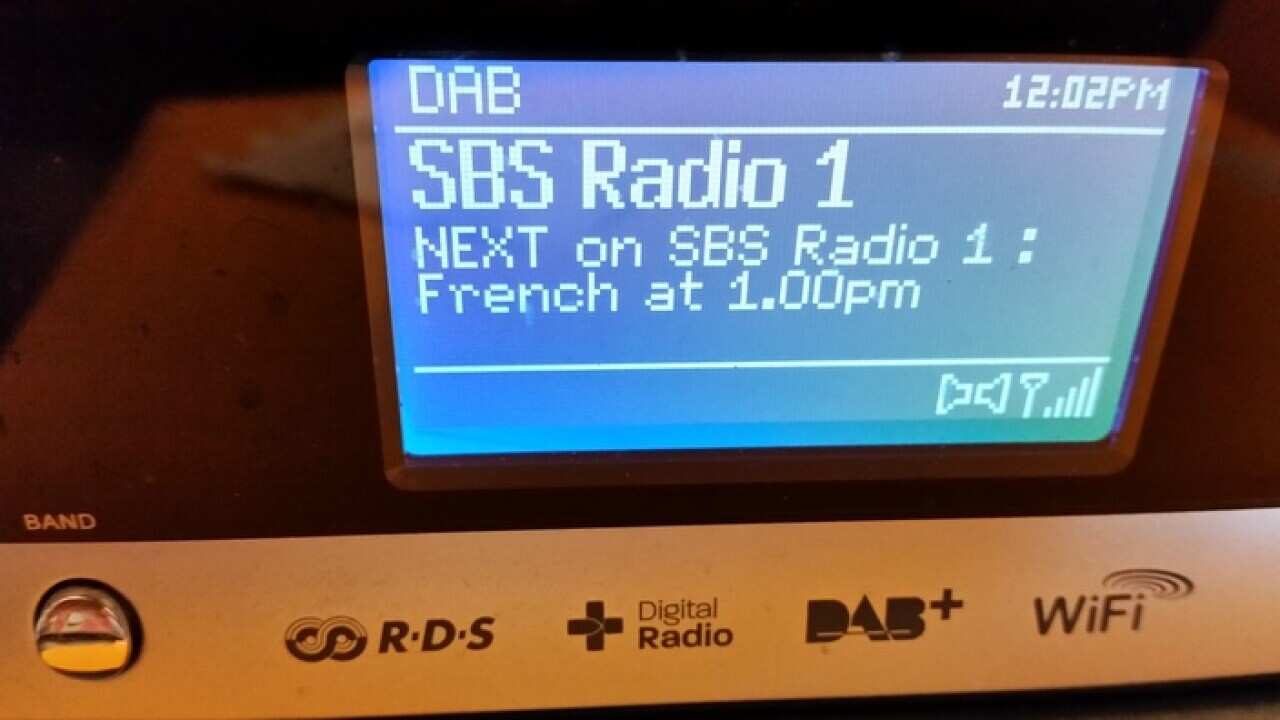 DAB 12:02PM
SBS Radio 1
NEXT on SBS Radio 1 :
French at 1.00pm
BAND
R·D·S
Digital
Radio
DAB+
WiFi